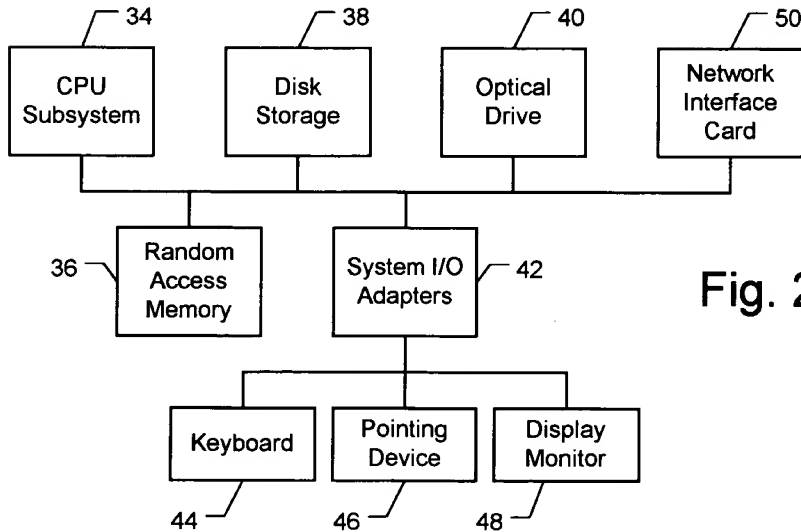 34
38
40
50
CPU
Subsystem
Disk
Storage
Optical
Drive
Network
Interface
Card
36
Random
Access
Memory
System I/O
Adapters
42
Fig. 2
Keyboard
Pointing
Device
Display
Monitor
44
46
48